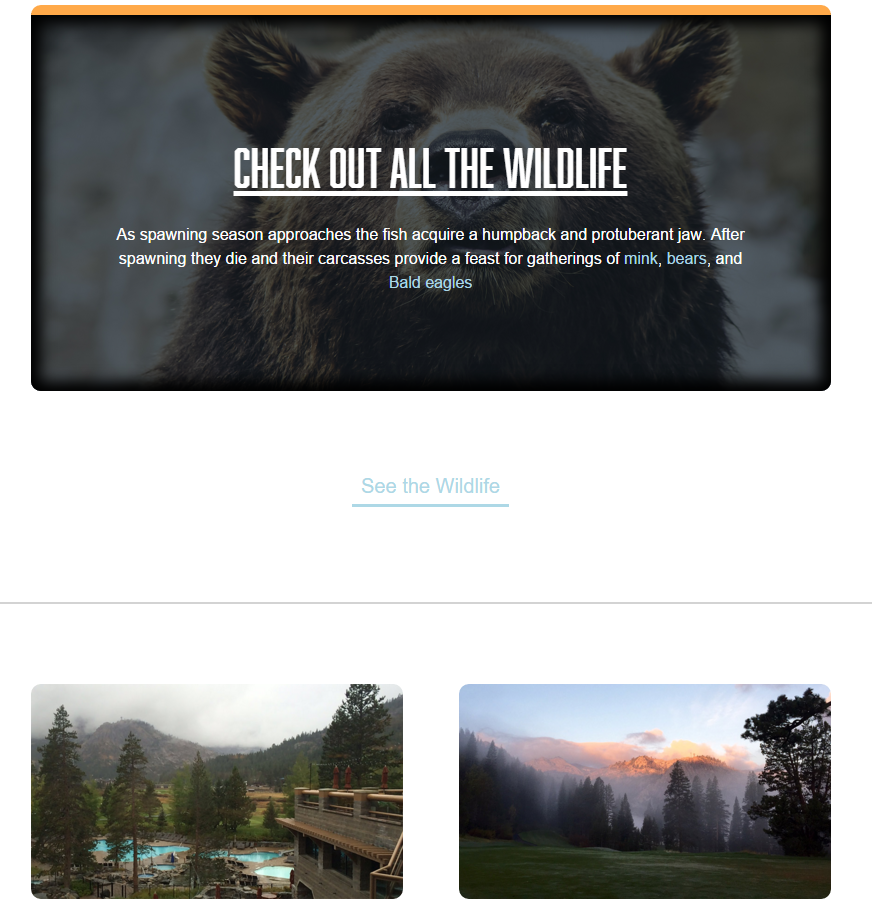 CHECK OUT ALL THE WILDLIFE
As spawning season approaches the fish acquire a humpback and protuberant jaw. After
spawning they die and their carcasses provide a feast for gatherings of mink, bears, and
Bald eagles
See the Wildlife